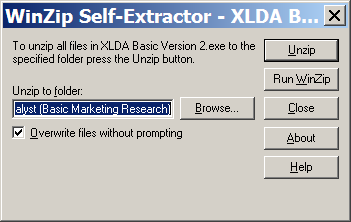 WinZip Self-Extractor - XLDA B...
To unzip all files in XLDA Basic Version 2.exe to the
specified folder press the Unzip button.
Unzip to folder:
alyst (Basic Marketing Research)
Browse...
Overwrite files without prompting
Unzip
Run WinZip
Close
About
Help